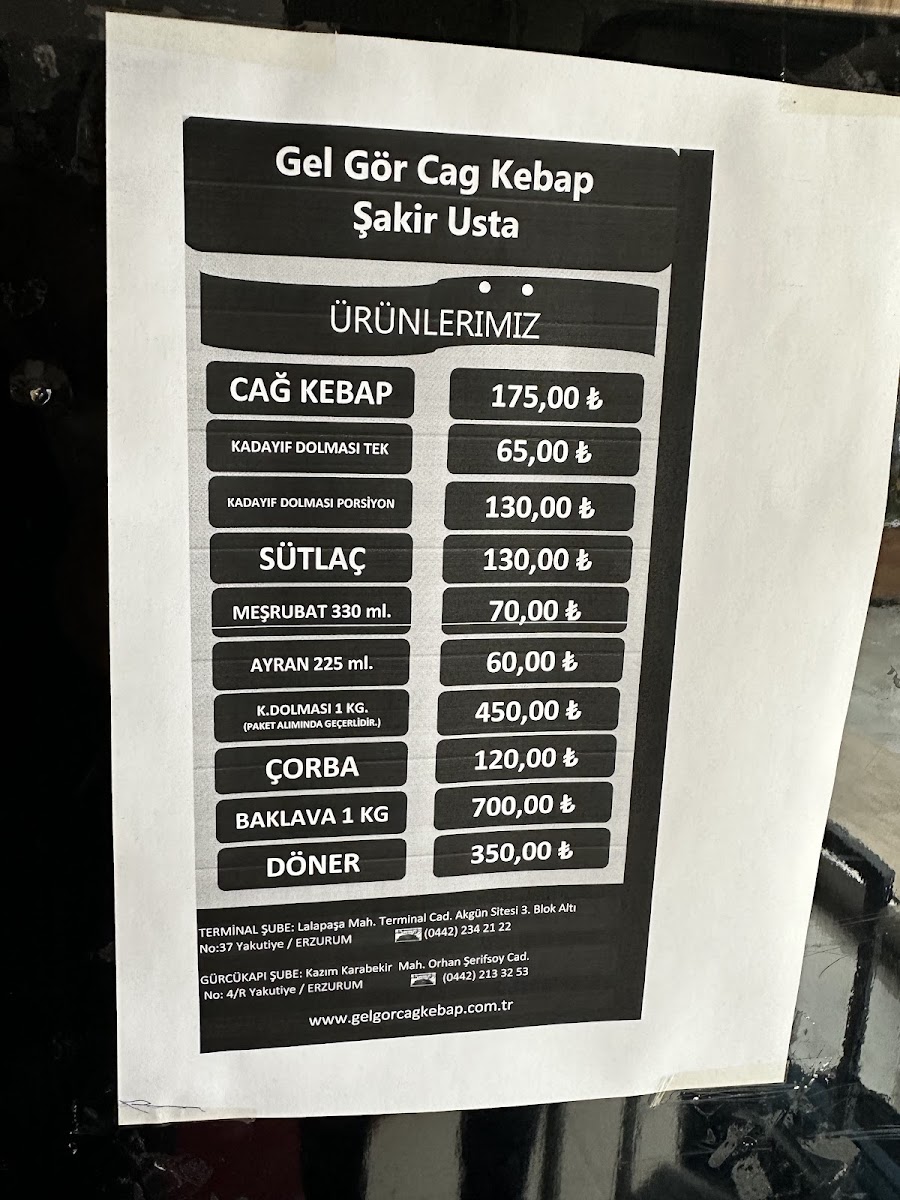 Gel Gör Cag Kebap
Şakir Usta
ÜRÜNLERIMIZ
CAĞ KEBAP 175,00 ₺
KADAYIF DOLMASI TEK 65,00 ₺
KADAYIF DOLMASI PORSİYON 130,00 ₺
SÜTLAÇ 130,00 ₺
MEŞRUBAT 330 ml. 70,00 ₺
AYRAN 225 ml. 60,00 ₺
K.DOLMASI 1 KG. 450,00 ₺
(PAKET ALIMINDA GEÇERLİDİR.)
ÇORBA 120,00 ₺
BAKLAVA 1 KG 700,00 ₺
DÖNER 350,00 ₺
TERMİNAL ŞUBE: Lalapaşa Mah. Terminal Cad. Akgün Sitesi 3. Blok Altı
No:37 Yakutiye / ERZURUM (0442) 234 21 22
GÜRCÜKAPI ŞUBE: Kazım Karabekir Mah. Orhan Şerifsoy Cad.
No: 4/R Yakutiye / ERZURUM (0442) 213 32 53
www.gelgorcagkebap.com.tr